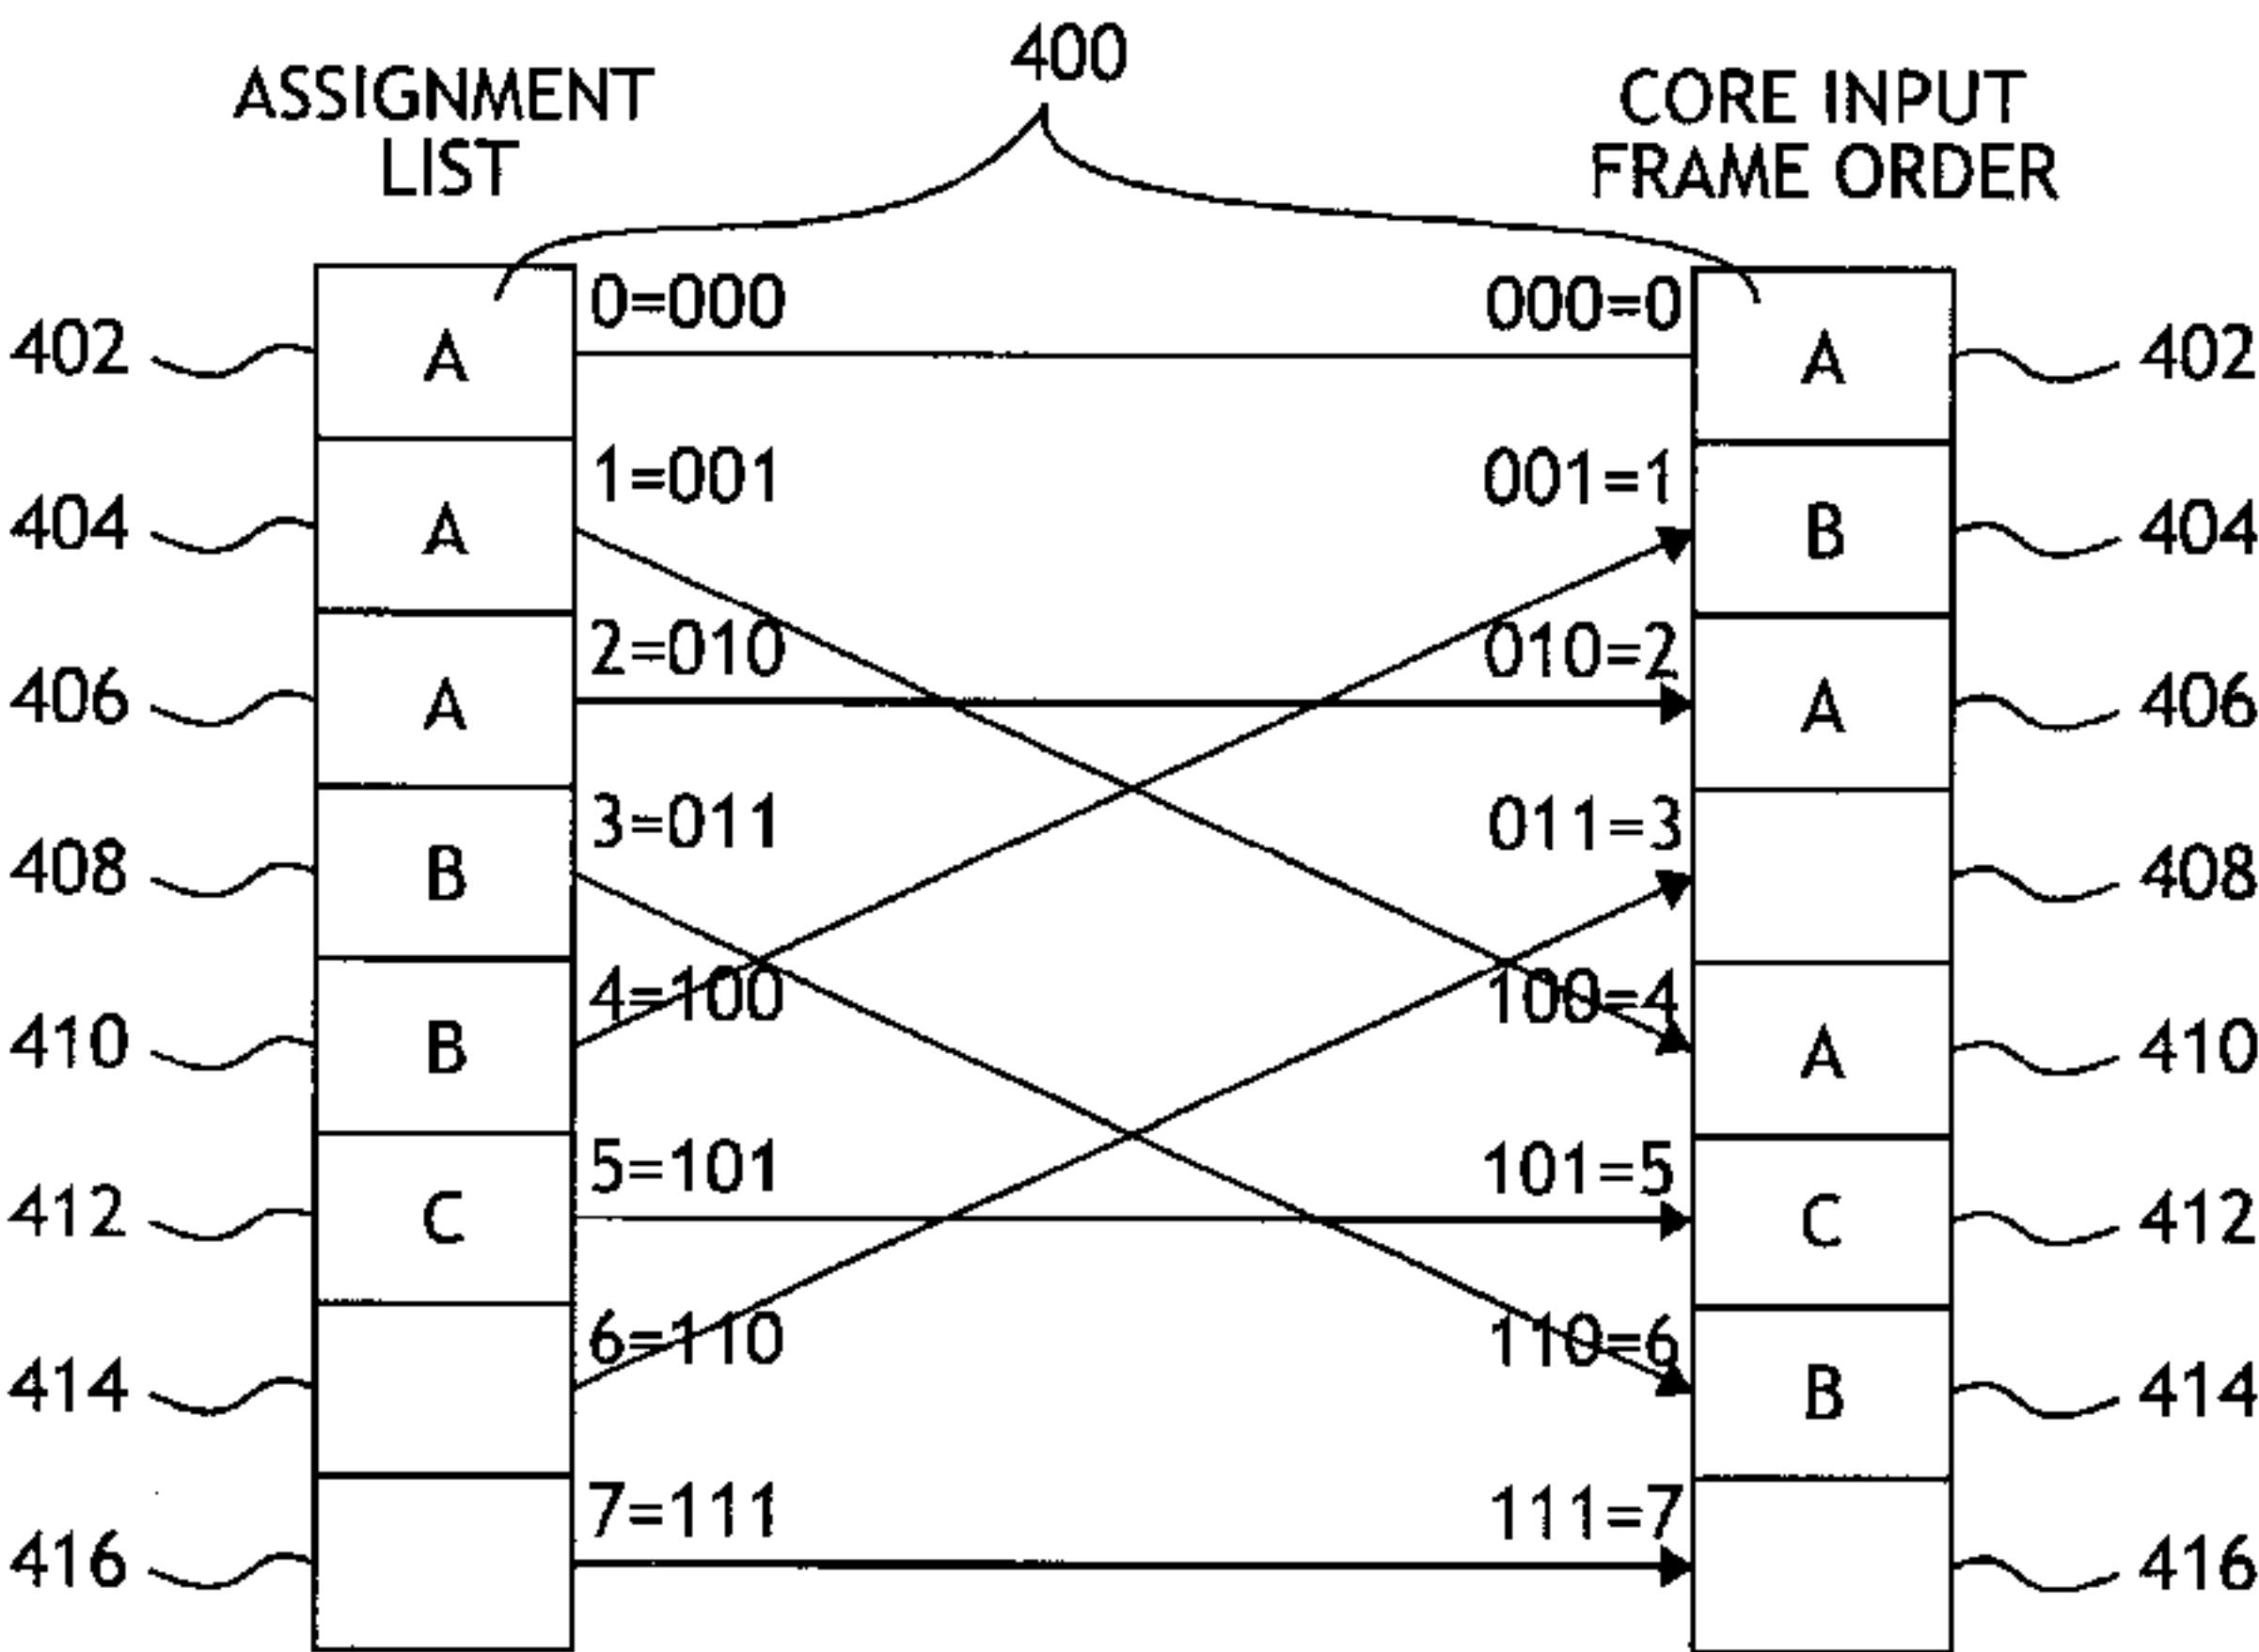 400
ASSIGNMENT
LIST
CORE INPUT
FRAME ORDER
402 A 0=000 000=0 A 402
404 A 1=001 001=1 B 404
406 A 2=010 010=2 A 406
408 B 3=011 011=3 408
410 B 4=100 100=4 A 410
412 C 5=101 101=5 C 412
414 6=110 110=6 B 414
416 7=111 111=7 416